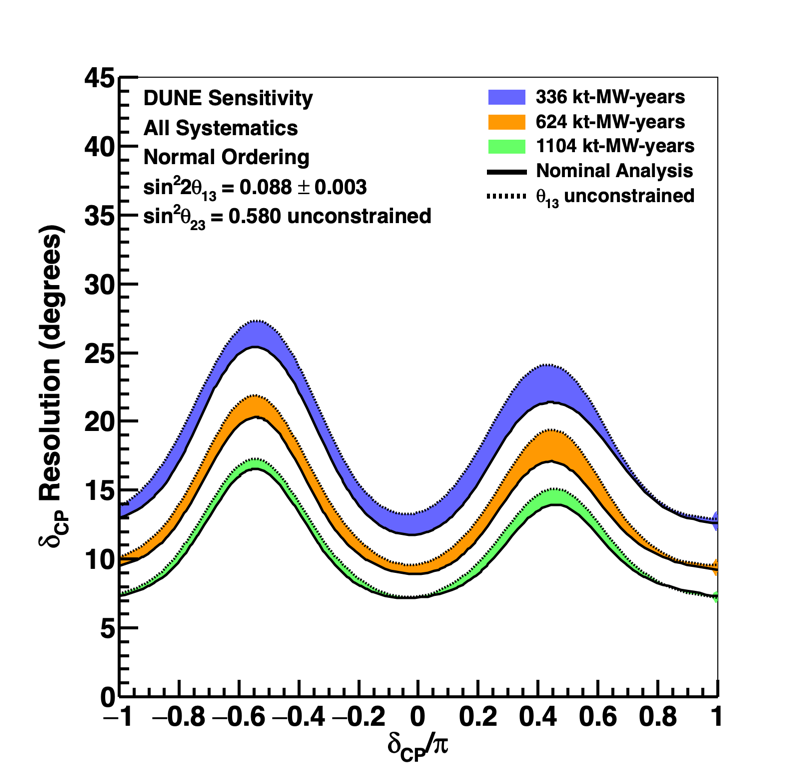 45
40
35
30
25
20
15
10
5
0
δCP Resolution (degrees)
DUNE Sensitivity
All Systematics
Normal Ordering
sin²2θ₁₃ = 0.088 ± 0.003
sin²θ₂₃ = 0.580 unconstrained
336 kt-MW-years
624 kt-MW-years
1104 kt-MW-years
Nominal Analysis
θ₁₃ unconstrained
−1 −0.8 −0.6 −0.4 −0.2 0 0.2 0.4 0.6 0.8 1
δCP/π